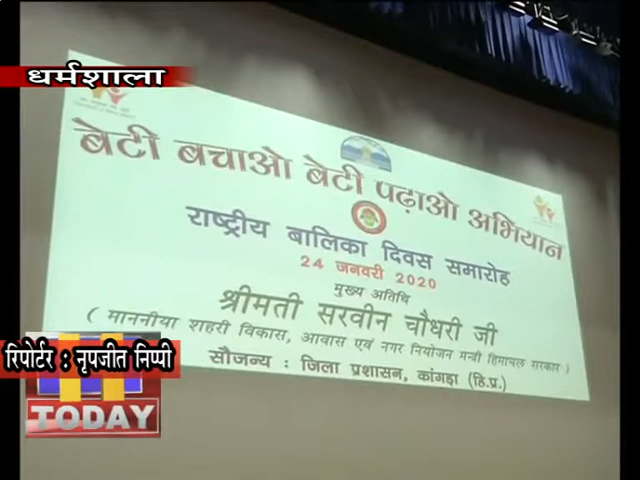 धर्मशाला
बेटी बचाओ बेटी पढ़ाओ अभियान
राष्ट्रीय बालिका दिवस समारोह
24 जनवरी 2020
मुख्य अतिथि
श्रीमती सरवीन चौधरी जी
( माननीया शहरी विकास, आवास एवं नगर नियोजन मन्त्री हिमाचल सरकार )
सौजन्य : जिला प्रशासन, कांगड़ा (हि.प्र.)
रिपोर्टर : नृपजीत निप्पी
TODAY